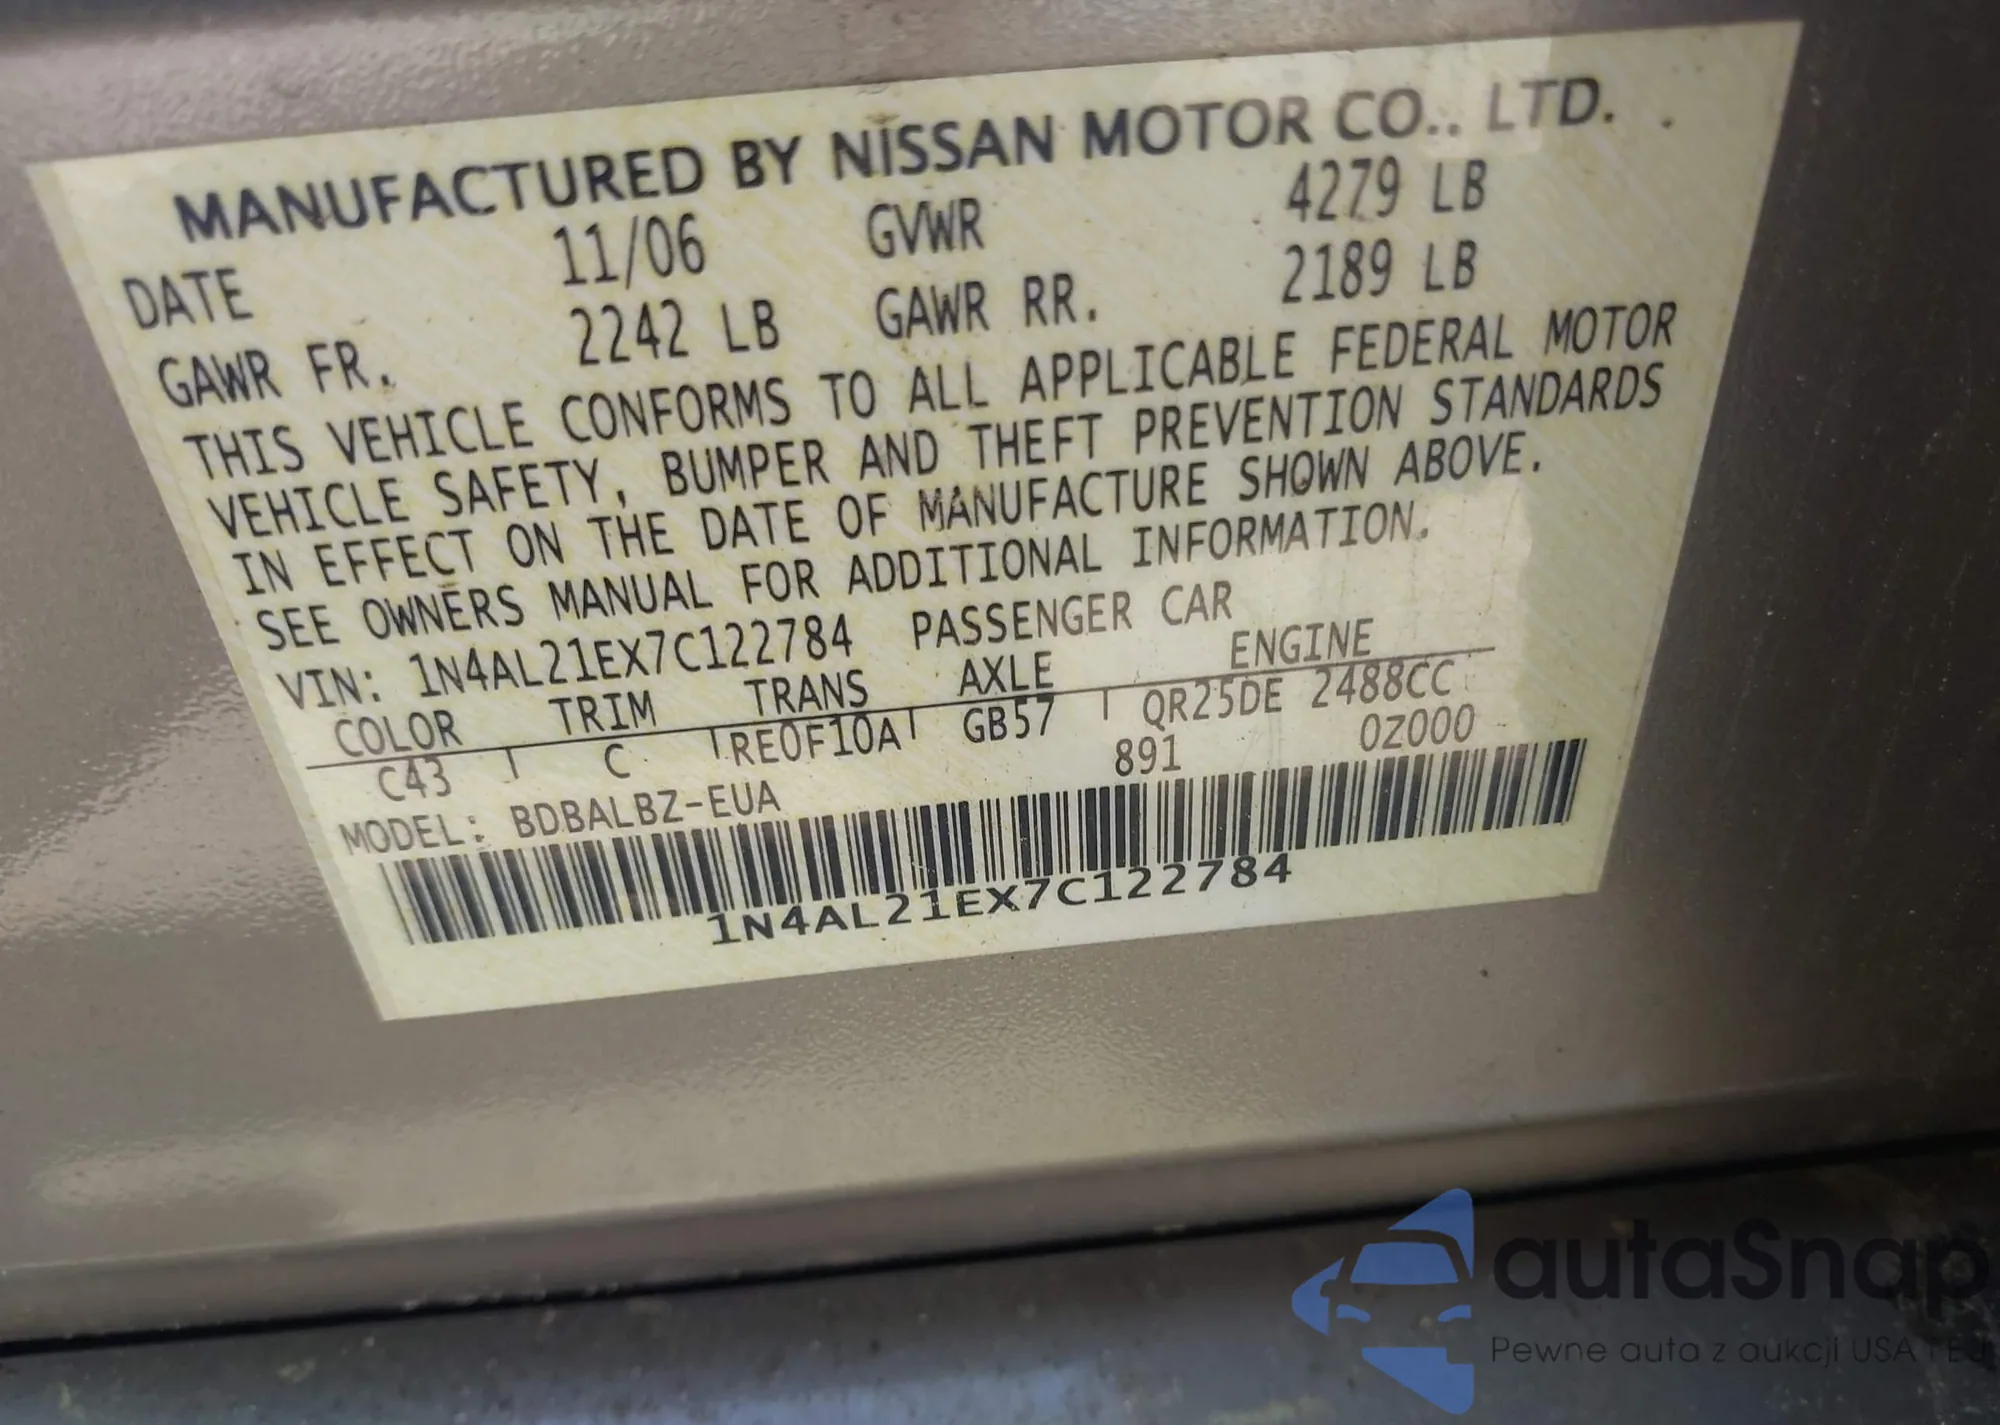 MANUFACTURED BY NISSAN MOTOR CO., LTD.
DATE 11/06 GVWR 4279 LB
GAWR FR. 2242 LB GAWR RR. 2189 LB
THIS VEHICLE CONFORMS TO ALL APPLICABLE FEDERAL MOTOR
VEHICLE SAFETY, BUMPER AND THEFT PREVENTION STANDARDS
IN EFFECT ON THE DATE OF MANUFACTURE SHOWN ABOVE.
SEE OWNERS MANUAL FOR ADDITIONAL INFORMATION.
VIN: 1N4AL21EX7C122784 PASSENGER CAR
COLOR TRIM TRANS AXLE ENGINE
C43 C RE0F10A GB57 QR25DE 2488CC
MODEL: BDBALBZ-EUA 891 0Z000
1N4AL21EX7C122784
autaSnap
Pewne auta z aukcji USA i EU